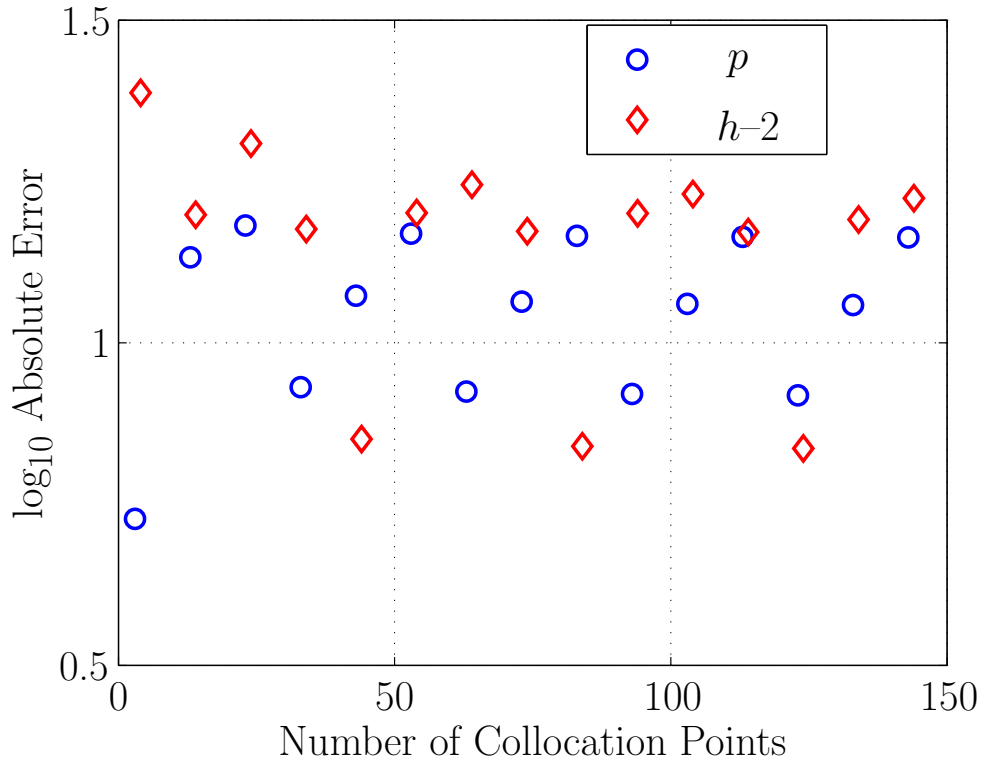 1.5
p
h–2
log10 Absolute Error
1
0.5
0 50 100 150
Number of Collocation Points